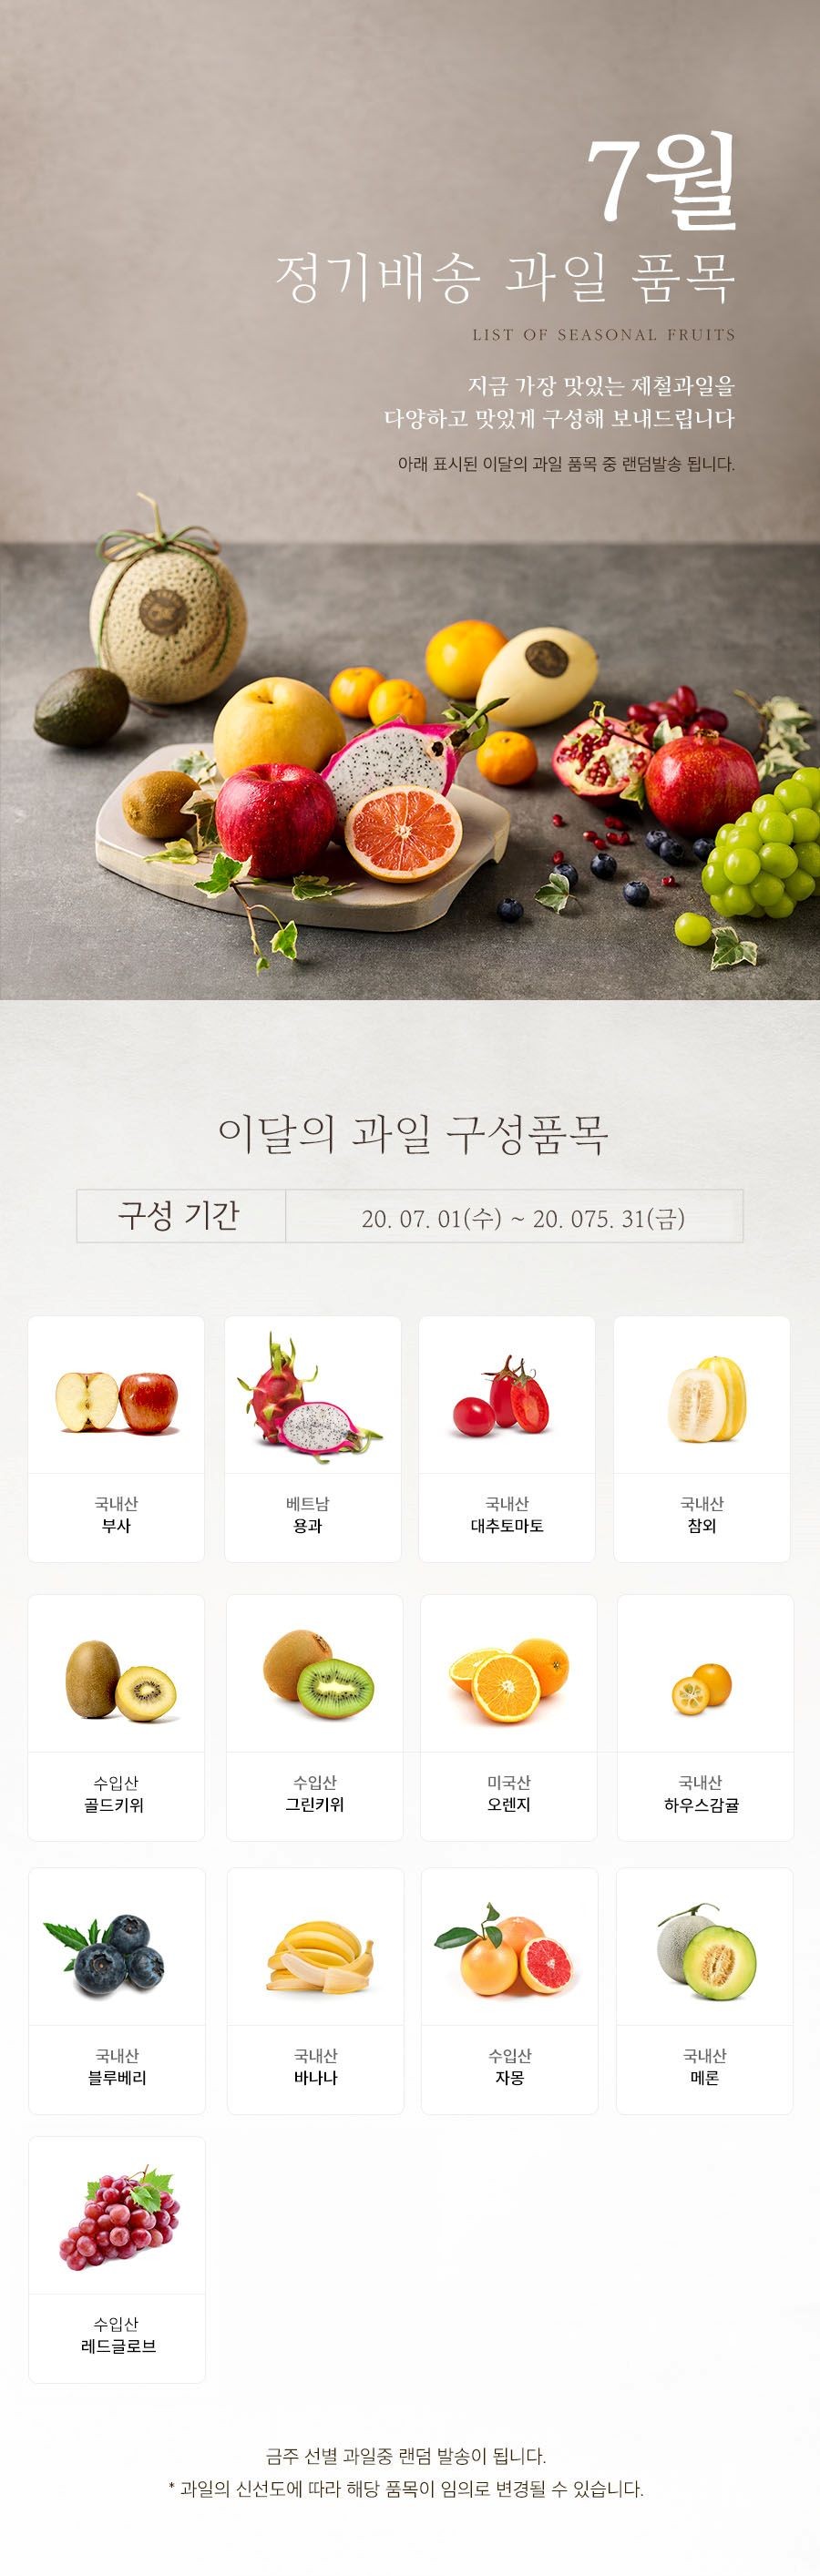 7월
정기배송 과일 품목
LIST OF SEASONAL FRUITS
지금 가장 맛있는 제철과일을
다양하고 맛있게 구성해 보내드립니다
아래 표시된 이달의 과일 품목 중 랜덤발송 됩니다.
이달의 과일 구성품목
구성 기간
20. 07. 01(수) ~ 20. 075. 31(금)
국내산
부사
베트남
용과
국내산
대추토마토
국내산
참외
수입산
골드키위
수입산
그린키위
미국산
오렌지
국내산
하우스감귤
국내산
블루베리
국내산
바나나
수입산
자몽
국내산
메론
수입산
레드글로브
금주 선별 과일중 랜덤 발송이 됩니다.
* 과일의 신선도에 따라 해당 품목이 임의로 변경될 수 있습니다.